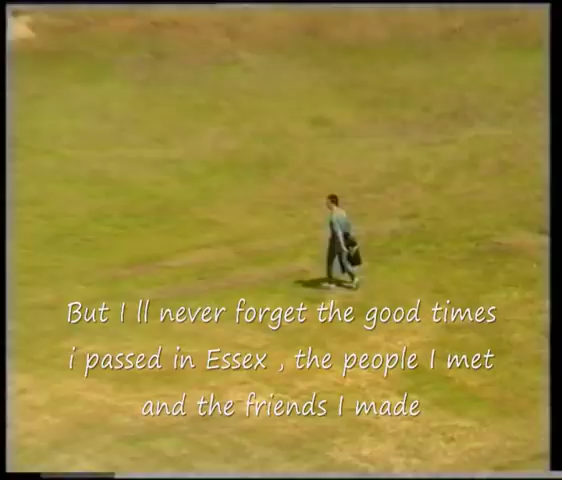 But I ll never forget the good times
i passed in Essex , the people I met
and the friends I made